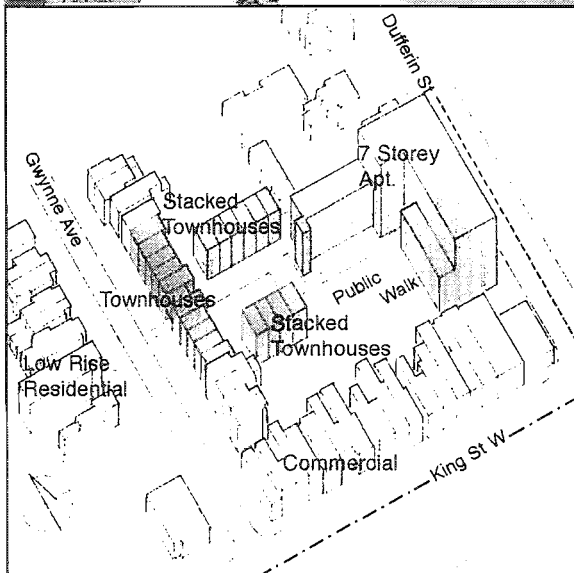 Dufferin St
7 Storey
Apt.
Gwynne Ave
Stacked
Townhouses
Townhouses
Public Walk
Stacked
Townhouses
Low Rise
Residential
Commercial
King St W